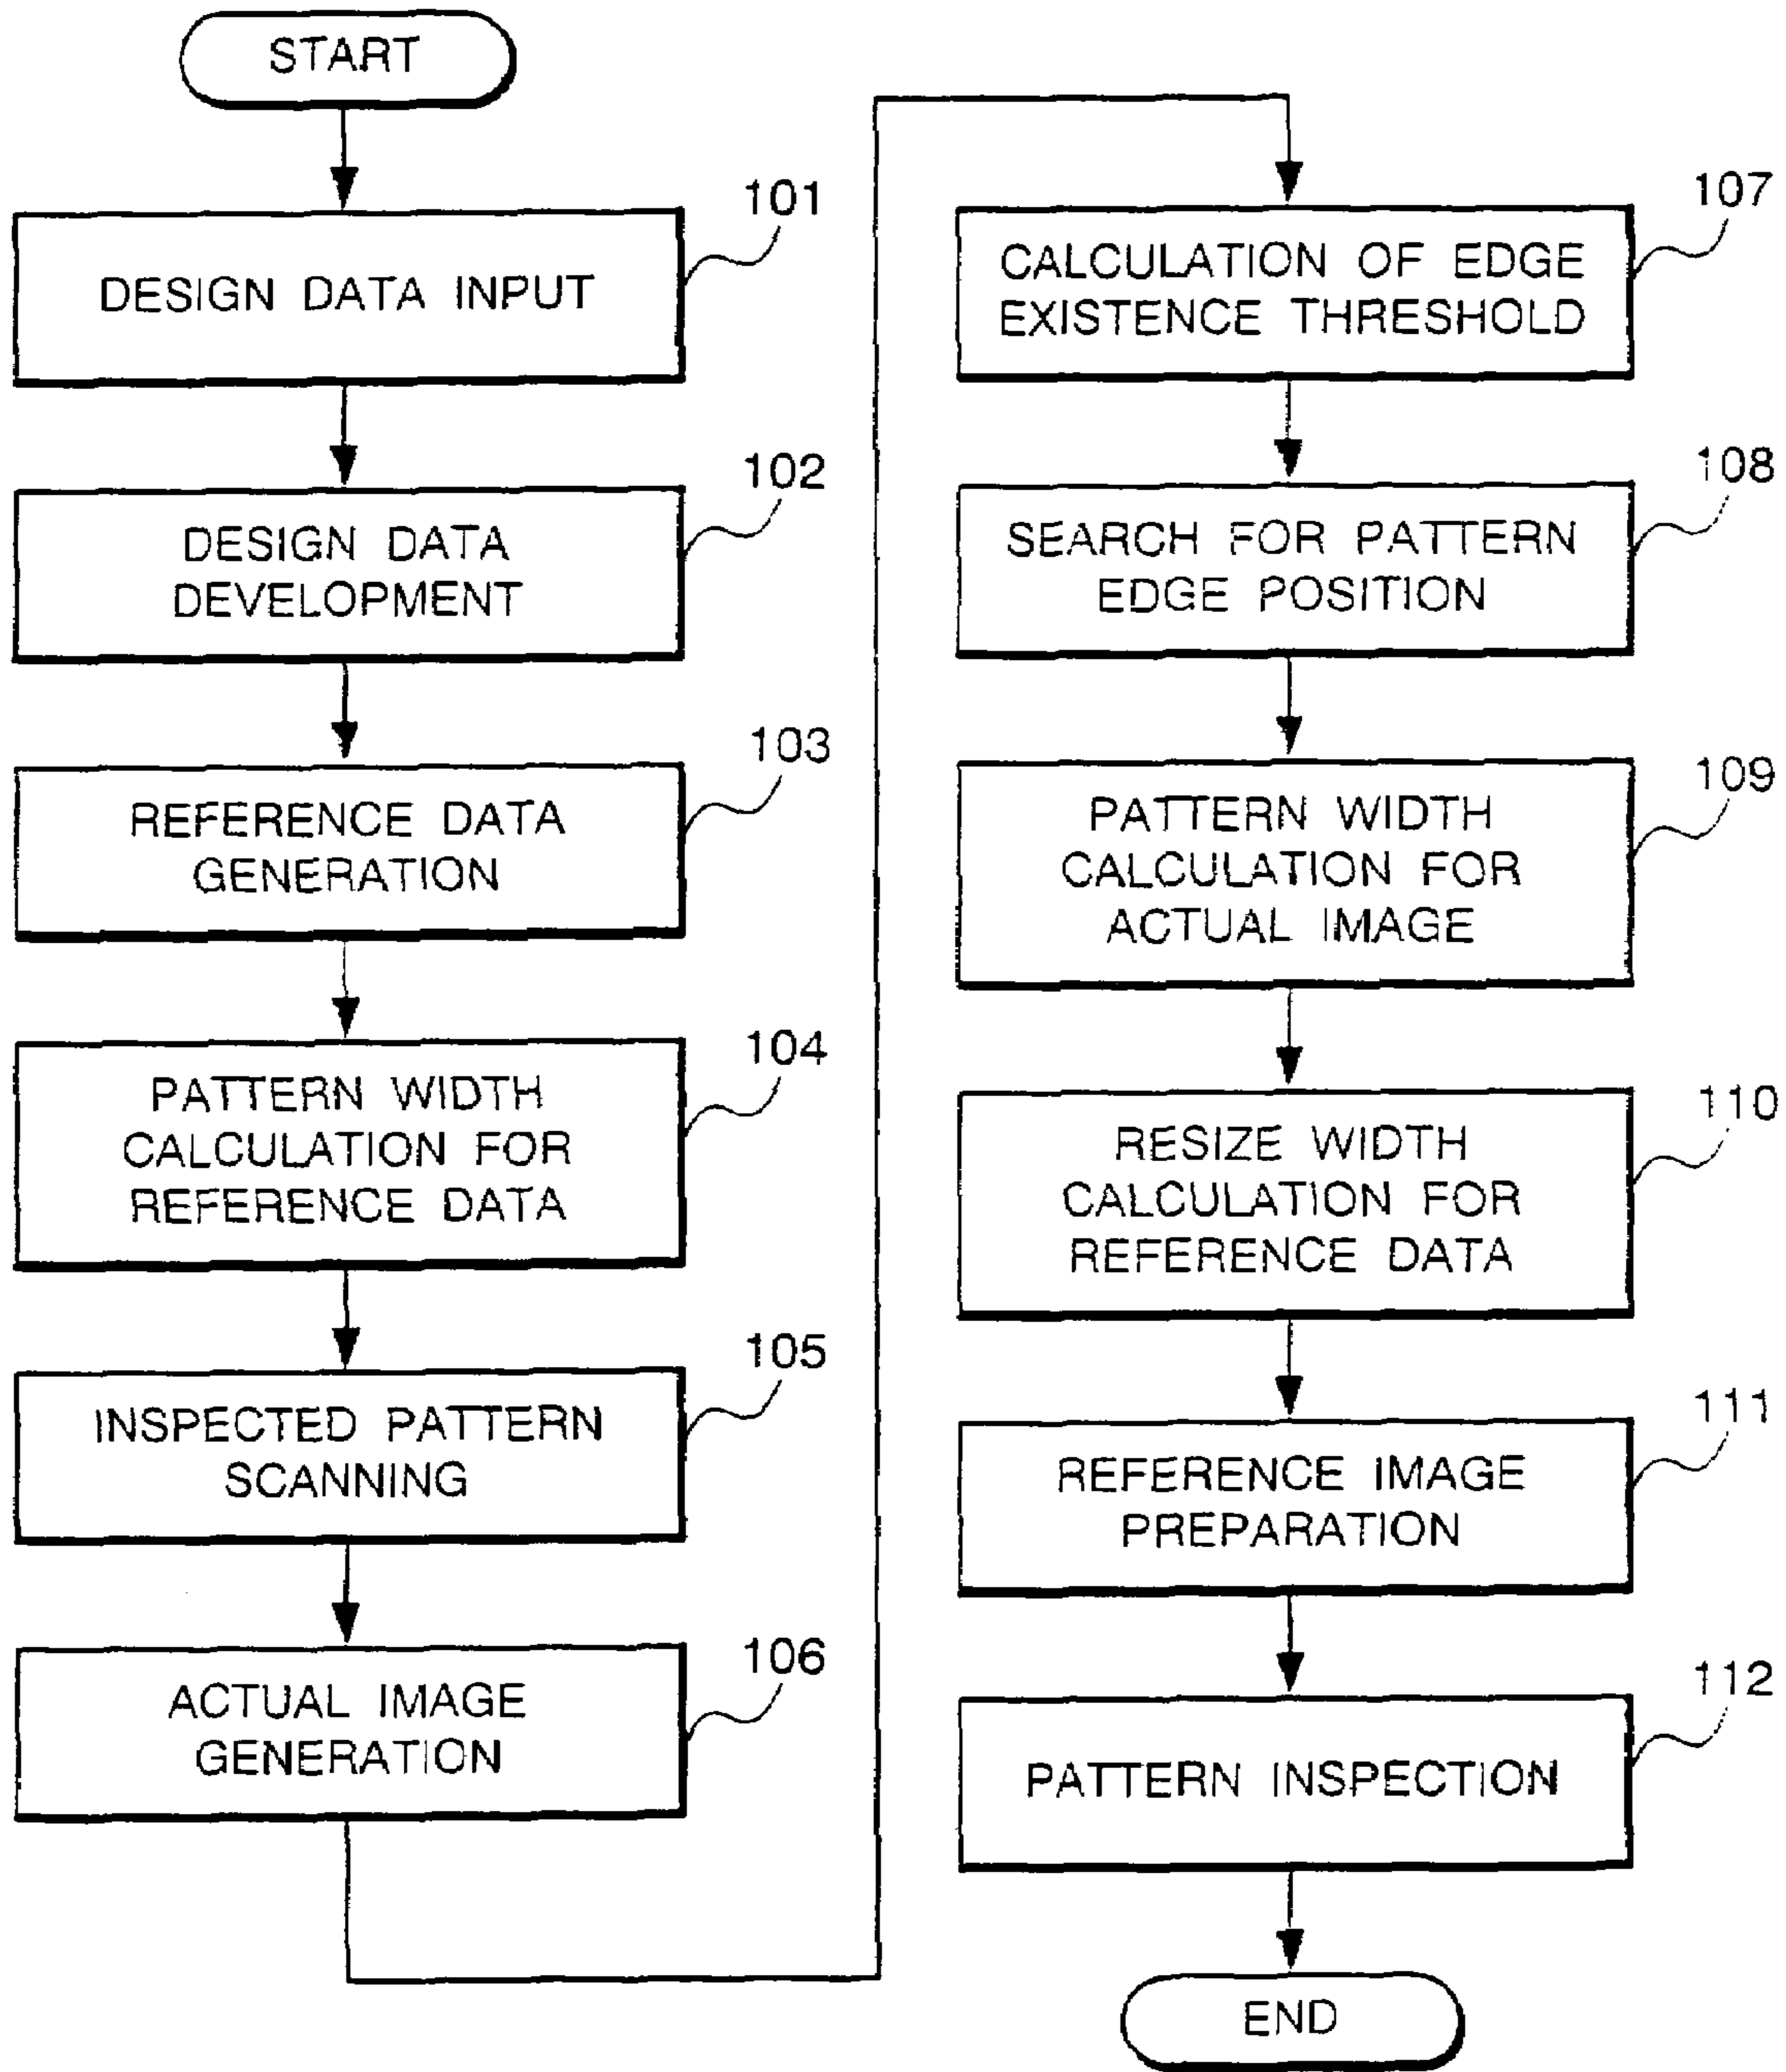 START
101
DESIGN DATA INPUT
102
DESIGN DATA
DEVELOPMENT
103
REFERENCE DATA
GENERATION
104
PATTERN WIDTH
CALCULATION FOR
REFERENCE DATA
105
INSPECTED PATTERN
SCANNING
106
ACTUAL IMAGE
GENERATION
107
CALCULATION OF EDGE
EXISTENCE THRESHOLD
108
SEARCH FOR PATTERN
EDGE POSITION
109
PATTERN WIDTH
CALCULATION FOR
ACTUAL IMAGE
110
RESIZE WIDTH
CALCULATION FOR
REFERENCE DATA
111
REFERENCE IMAGE
PREPARATION
112
PATTERN INSPECTION
END